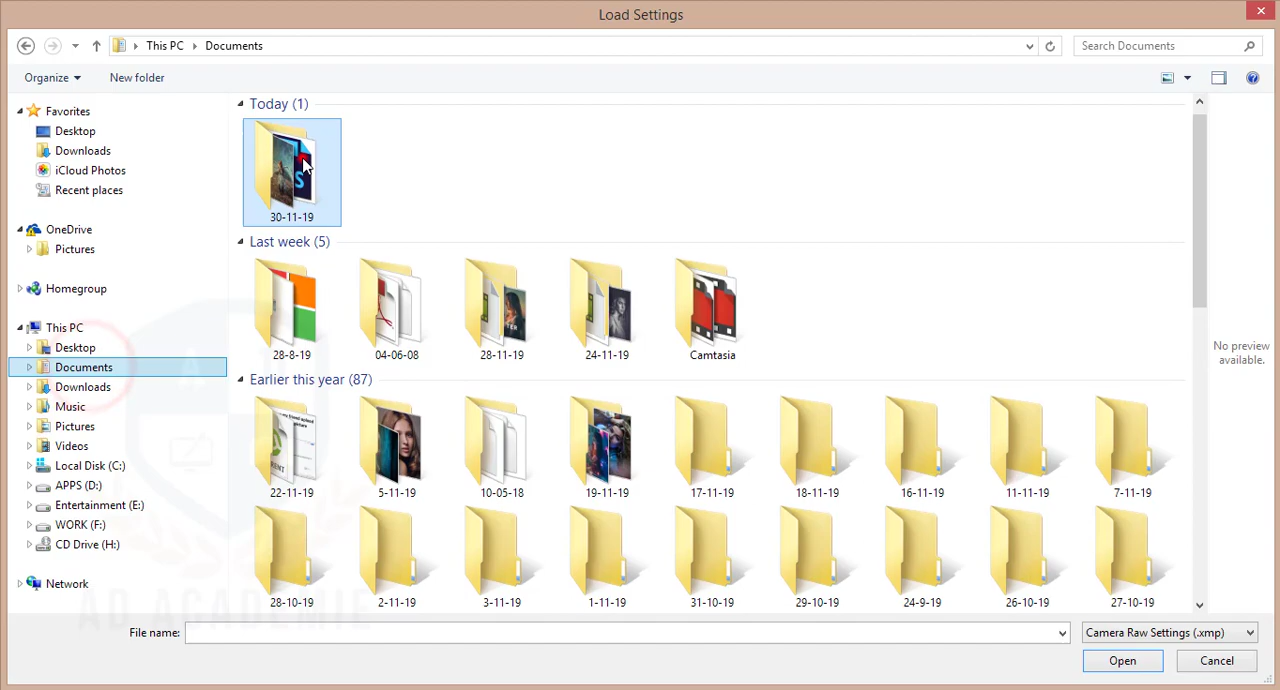 Load Settings
This PC Documents
Search Documents
Organize
New folder
Favorites
Desktop
Downloads
iCloud Photos
Recent places
OneDrive
Pictures
Homegroup
This PC
Desktop
Documents
Downloads
Music
Pictures
Videos
Local Disk (C:)
APPS (D:)
Entertainment (E:)
WORK (F:)
CD Drive (H:)
Network
Today (1)
30-11-19
Last week (5)
28-8-19 04-06-08 28-11-19 24-11-19 Camtasia
Earlier this year (87)
22-11-19 5-11-19 10-05-18 19-11-19 17-11-19 18-11-19 16-11-19 11-11-19 7-11-19
28-10-19 2-11-19 3-11-19 1-11-19 31-10-19 29-10-19 24-9-19 26-10-19 27-10-19
No preview
available.
AD ACADEMIE
File name:
Camera Raw Settings (.xmp)
Open
Cancel